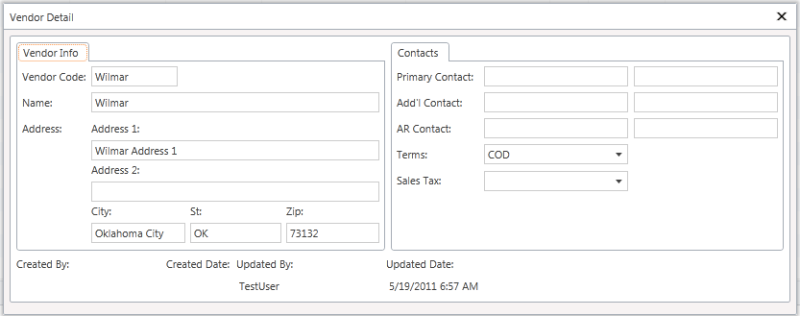 Vendor Detail
Vendor Info
Vendor Code: Wilmar
Name: Wilmar
Address: Address 1:
Wilmar Address 1
Address 2:
City: St: Zip:
Oklahoma City OK 73132
Contacts
Primary Contact:
Add'l Contact:
AR Contact:
Terms: COD
Sales Tax:
Created By: Created Date: Updated By: Updated Date:
TestUser 5/19/2011 6:57 AM